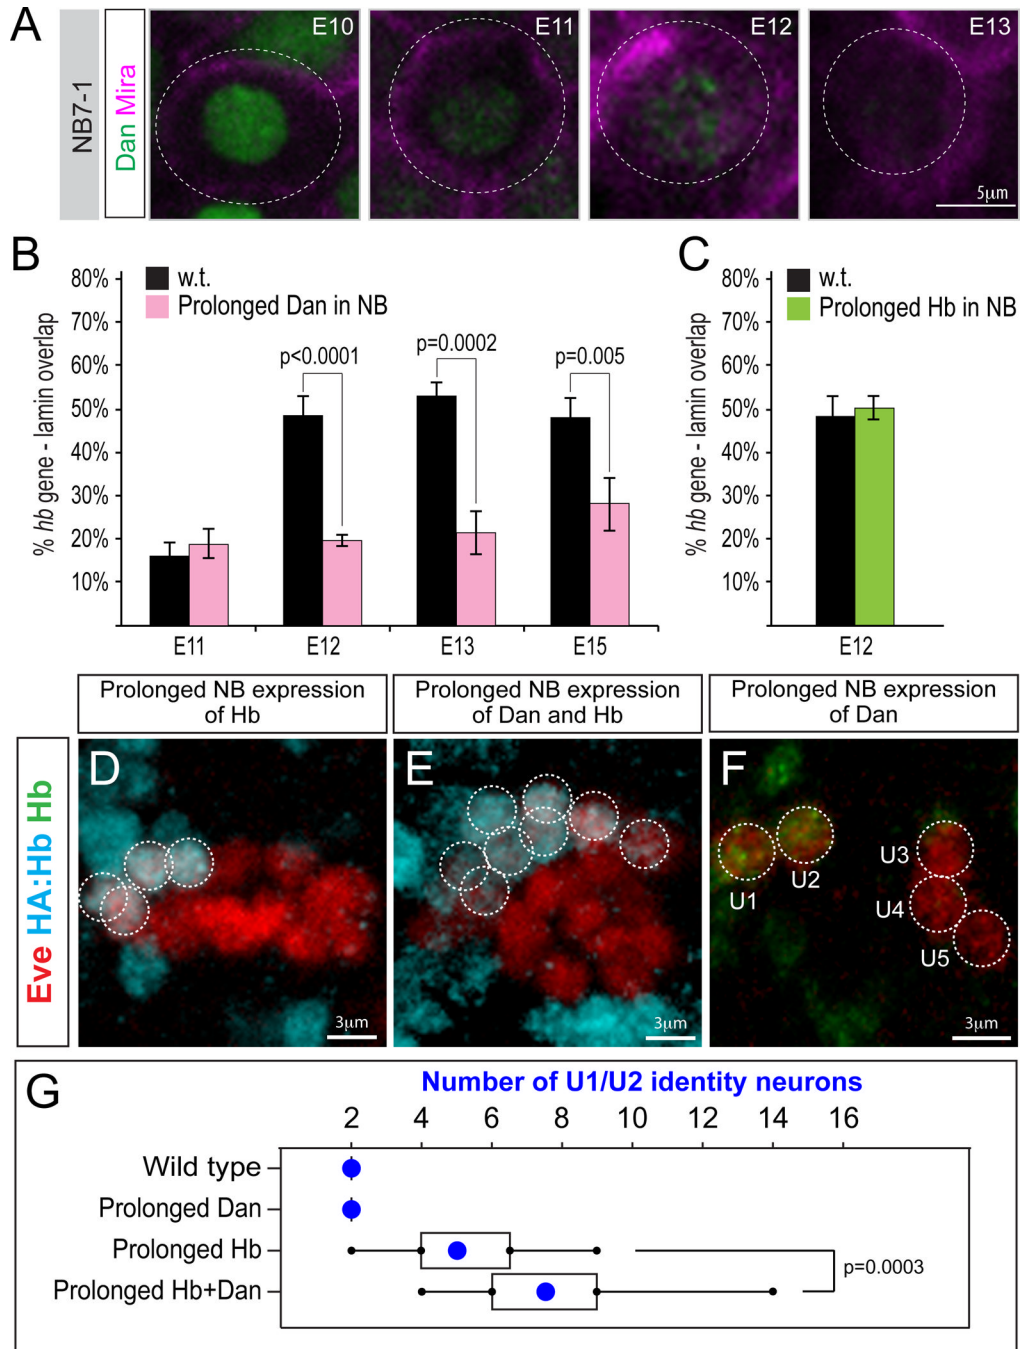 A
NB7-1
Dan Mira
E10
E11
E12
E13
5μm
B
w.t.
Prolonged Dan in NB
% hb gene - lamin overlap
80%
70%
60%
50%
40%
30%
20%
10%
p<0.0001
p=0.0002
p=0.005
E11
E12
E13
E15
C
w.t.
Prolonged Hb in NB
% hb gene - lamin overlap
80%
70%
60%
50%
40%
30%
20%
10%
E12
Prolonged NB expression
of Hb
Prolonged NB expression
of Dan and Hb
Prolonged NB expression
of Dan
Eve HA:Hb Hb
D
3μm
E
3μm
F
U1
U2
U3
U4
U5
3μm
G
Number of U1/U2 identity neurons
2 4 6 8 10 12 14 16
Wild type
Prolonged Dan
Prolonged Hb
Prolonged Hb+Dan
p=0.0003